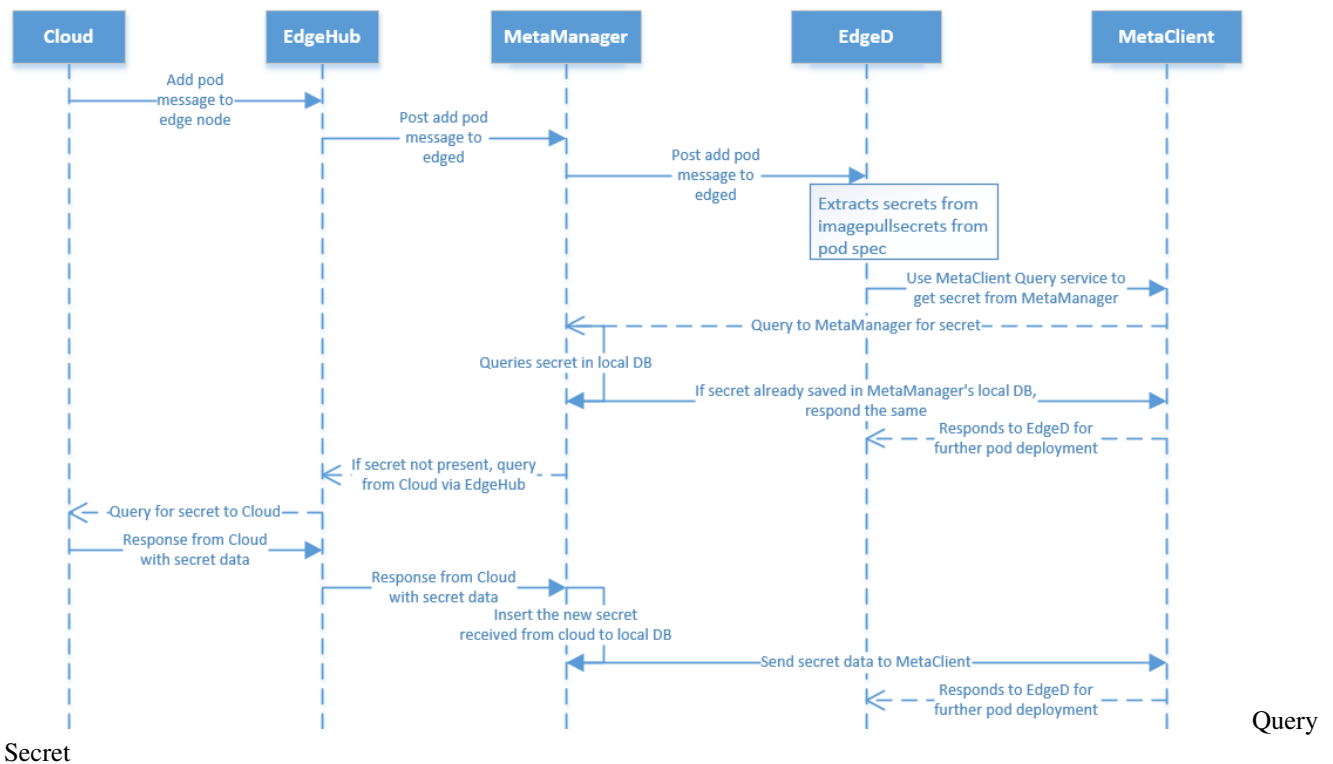 Cloud
EdgeHub
MetaManager
EdgeD
MetaClient
Add pod
message to
edge node
Post add pod
message to
edged
Post add pod
message to
edged
Extracts secrets from
imagepullsecrets from
pod spec
Use MetaClient Query service to
get secret from MetaManager
Query to MetaManager for secret
Queries secret in local DB
If secret already saved in MetaManager's local DB,
respond the same
Responds to EdgeD for
further pod deployment
If secret not present, query
from Cloud via EdgeHub
Query for secret to Cloud
Response from Cloud
with secret data
Response from Cloud
with secret data
Insert the new secret
received from cloud to local DB
Send secret data to MetaClient
Responds to EdgeD for
further pod deployment
Query
Secret